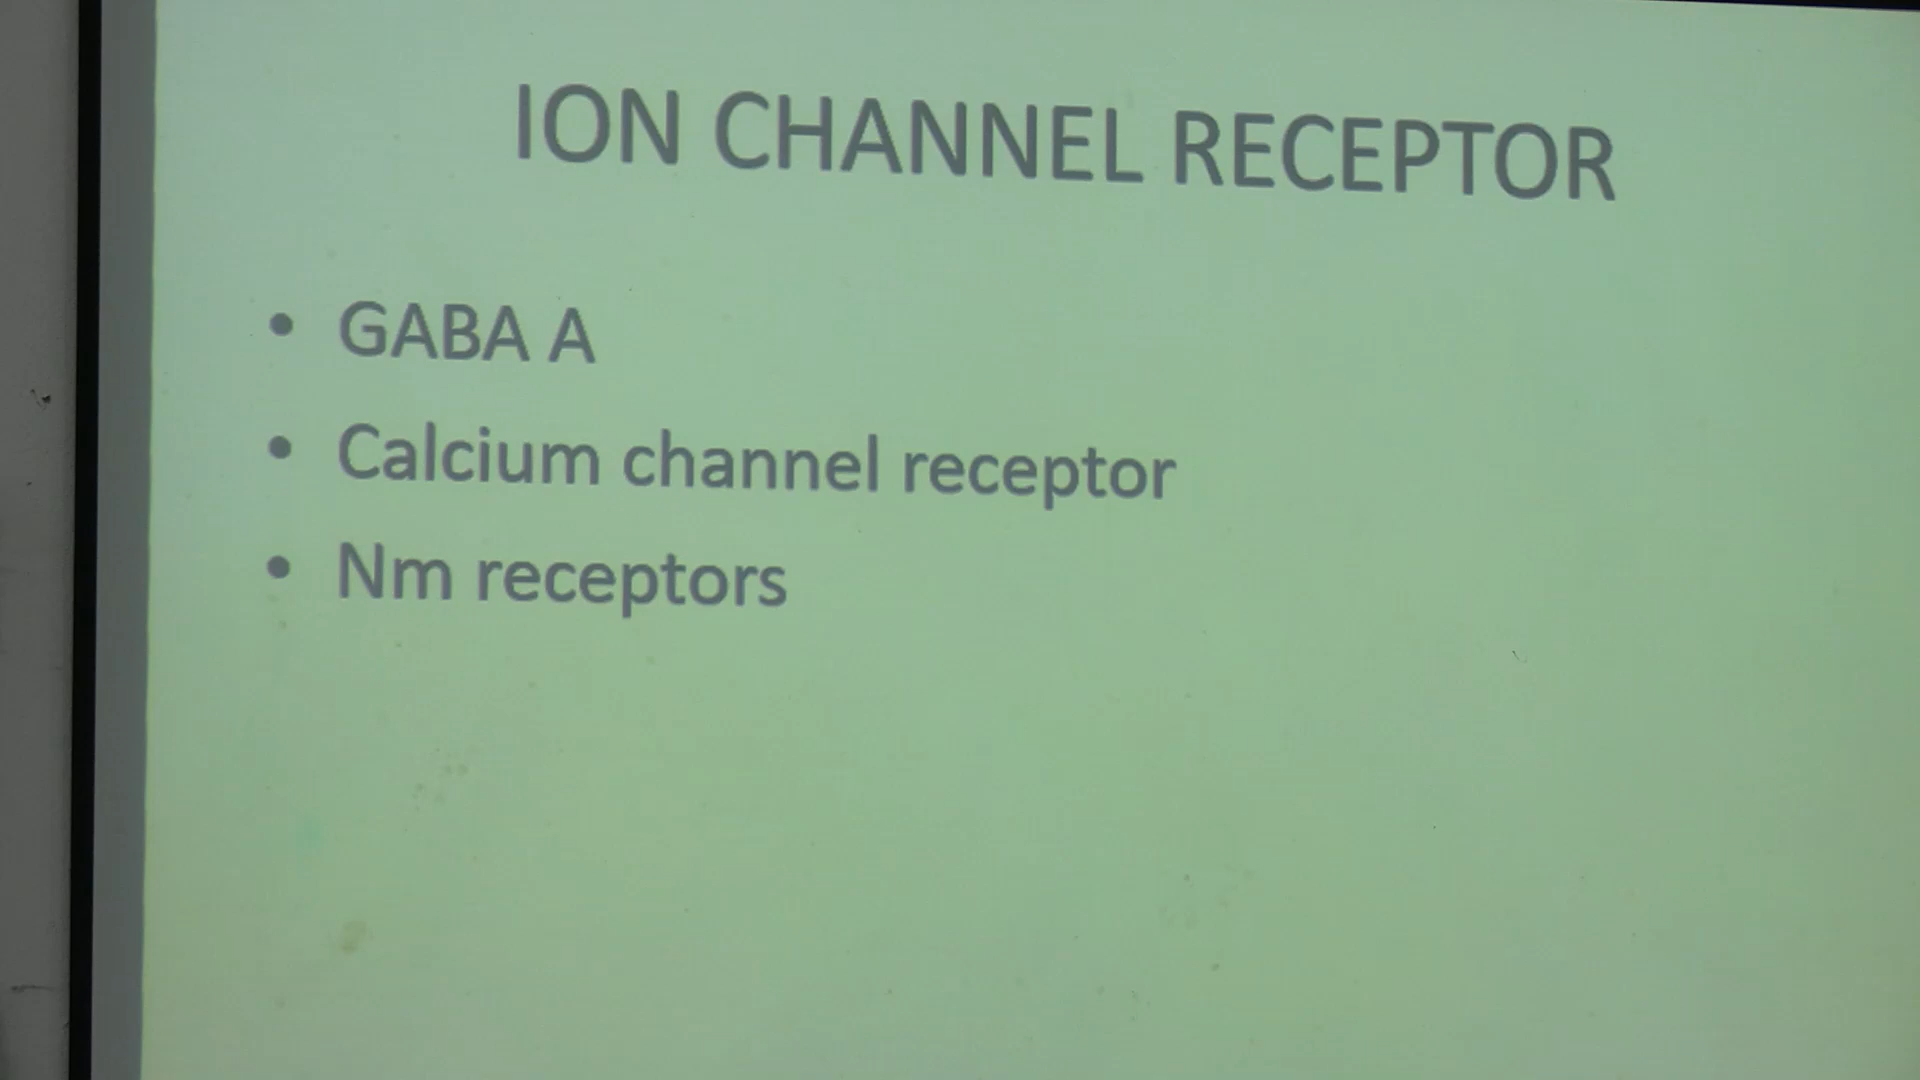 ION CHANNEL RECEPTOR
• GABA A
• Calcium channel receptor
• Nm receptors